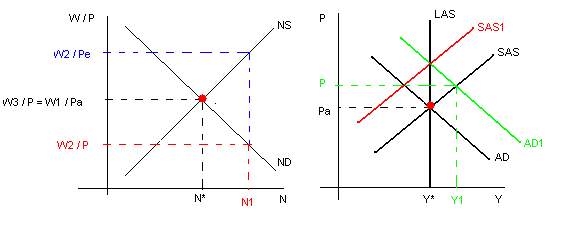 W / P
NS
W2 / Pe
W3 / P = W1 / Pa
W2 / P
ND
N*
N1
N
P
LAS
SAS1
SAS
P
Pa
AD
AD1
Y*
Y1
Y